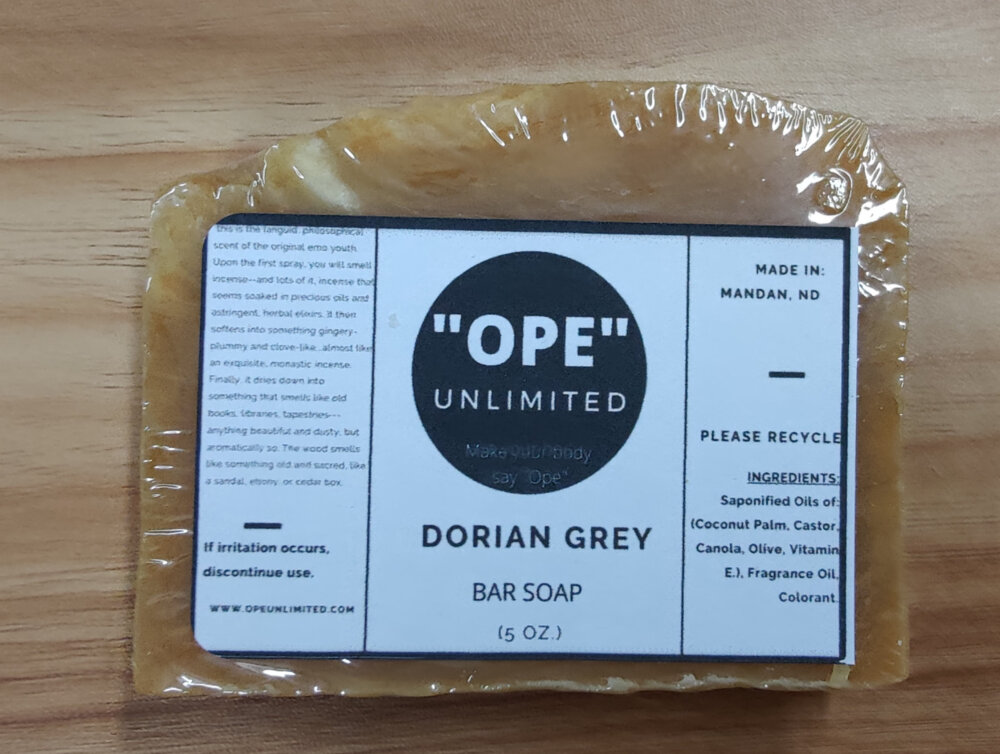 this is the languid, philosophical
scent of the original emo youth.
Upon the first spray, you will smell
incense--and lots of it, incense that
seems soaked in precious oils and
astringent, herbal elixirs. It then
softens into something gingery-
plummy and clove-like...almost like
an exquisite, monastic incense.
Finally, it dries down into
something that smells like old
books, libraries, tapestries---
anything beautiful and dusty, but
aromatically so. The wood smells
like something old and sacred, like
a sandal, ebony, or cedar box.
If irritation occurs,
discontinue use.
WWW.OPEUNLIMITED.COM
"OPE"
UNLIMITED
Make your body
say "Ope"
DORIAN GREY
BAR SOAP
(5 OZ.)
MADE IN:
MANDAN, ND
PLEASE RECYCLE
INGREDIENTS:
Saponified Oils of:
(Coconut Palm, Castor,
Canola, Olive, Vitamin
E.), Fragrance Oil,
Colorant.